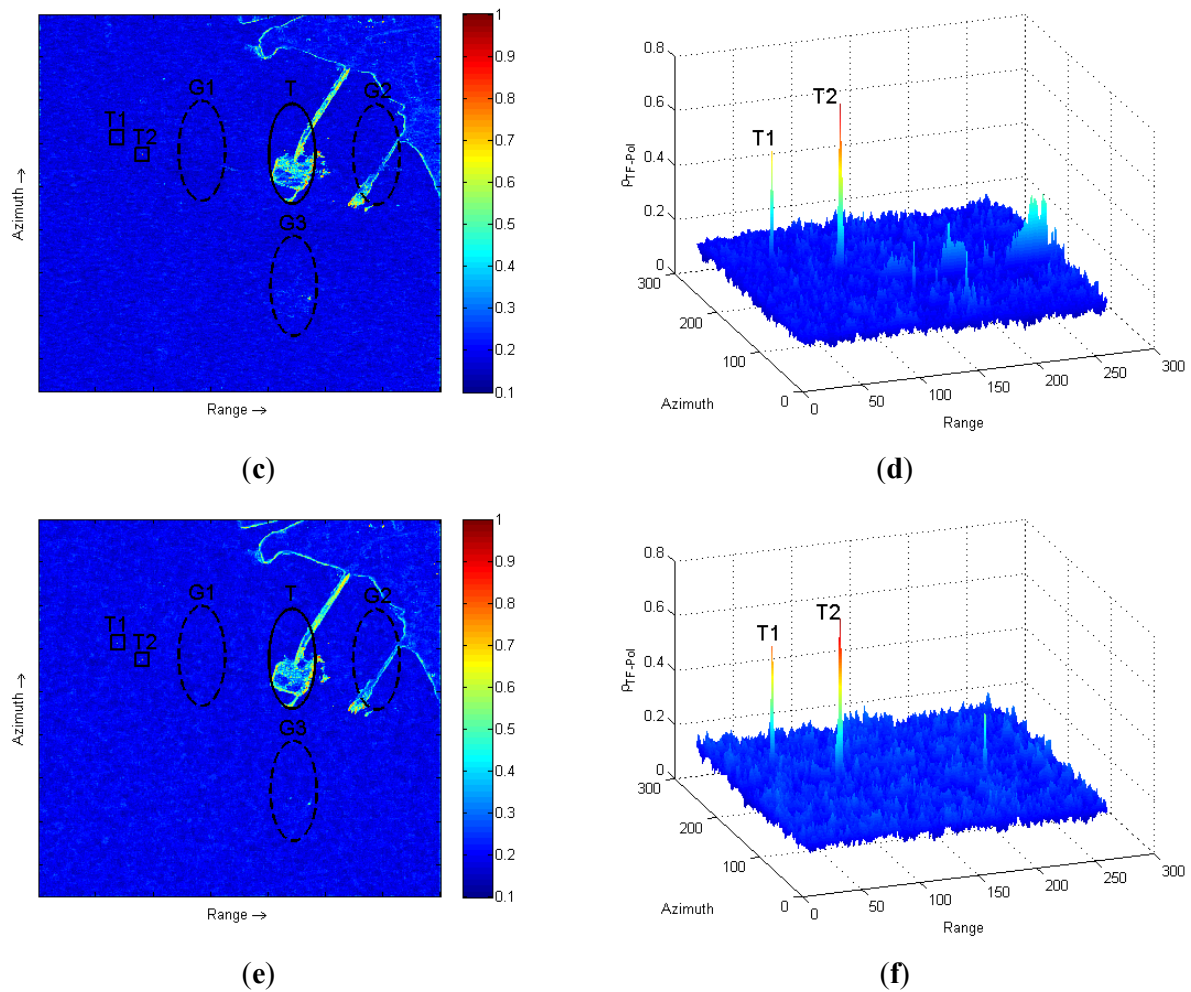 1
0.9
0.8
0.7
0.6
0.5
0.4
0.3
0.2
0.1
G1
T
G2
T1
T2
G3
Azimuth →
Range →
(c)
0.8
0.6
0.4
0.2
0
ρTF-Pol
T1
T2
300
200
100
0
Azimuth
0
50
100
150
200
250
300
Range
(d)
1
0.9
0.8
0.7
0.6
0.5
0.4
0.3
0.2
0.1
G1
T
G2
T1
T2
G3
Azimuth →
Range →
(e)
0.8
0.6
0.4
0.2
0
ρTF-Pol
T1
T2
300
200
100
0
Azimuth
0
50
100
150
200
250
300
Range
(f)